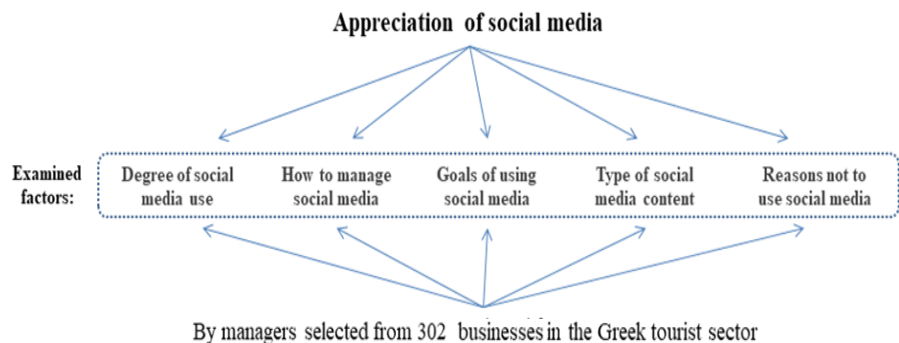 Appreciation of social media
Examined factors:
Degree of social media use
How to manage social media
Goals of using social media
Type of social media content
Reasons not to use social media
By managers selected from 302 businesses in the Greek tourist sector